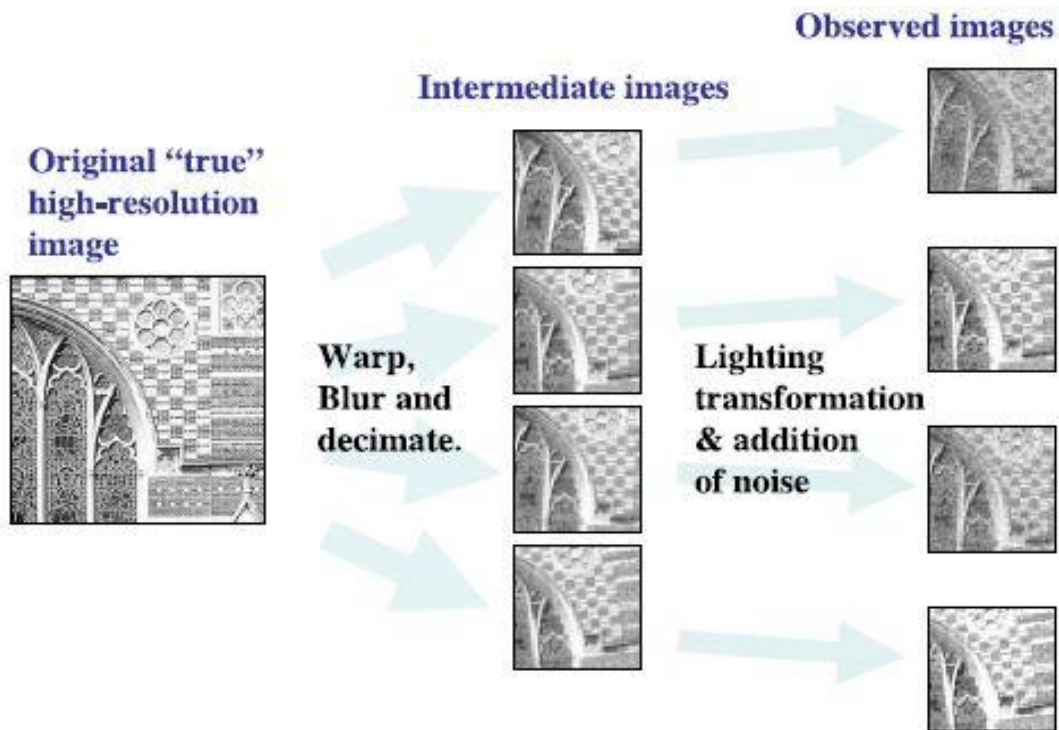 Observed images
Intermediate images
Original “true”
high-resolution
image
Warp,
Blur and
decimate.
Lighting
transformation
& addition
of noise